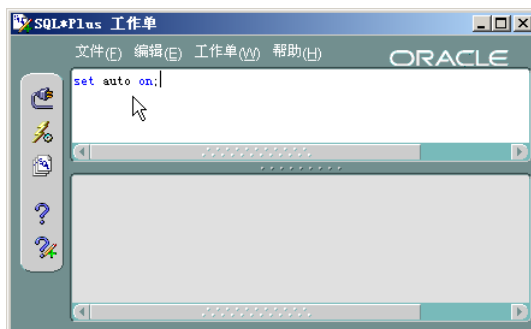 SQL*Plus 工作单
文件(F) 编辑(E) 工作单(W) 帮助(H) ORACLE
set auto on;